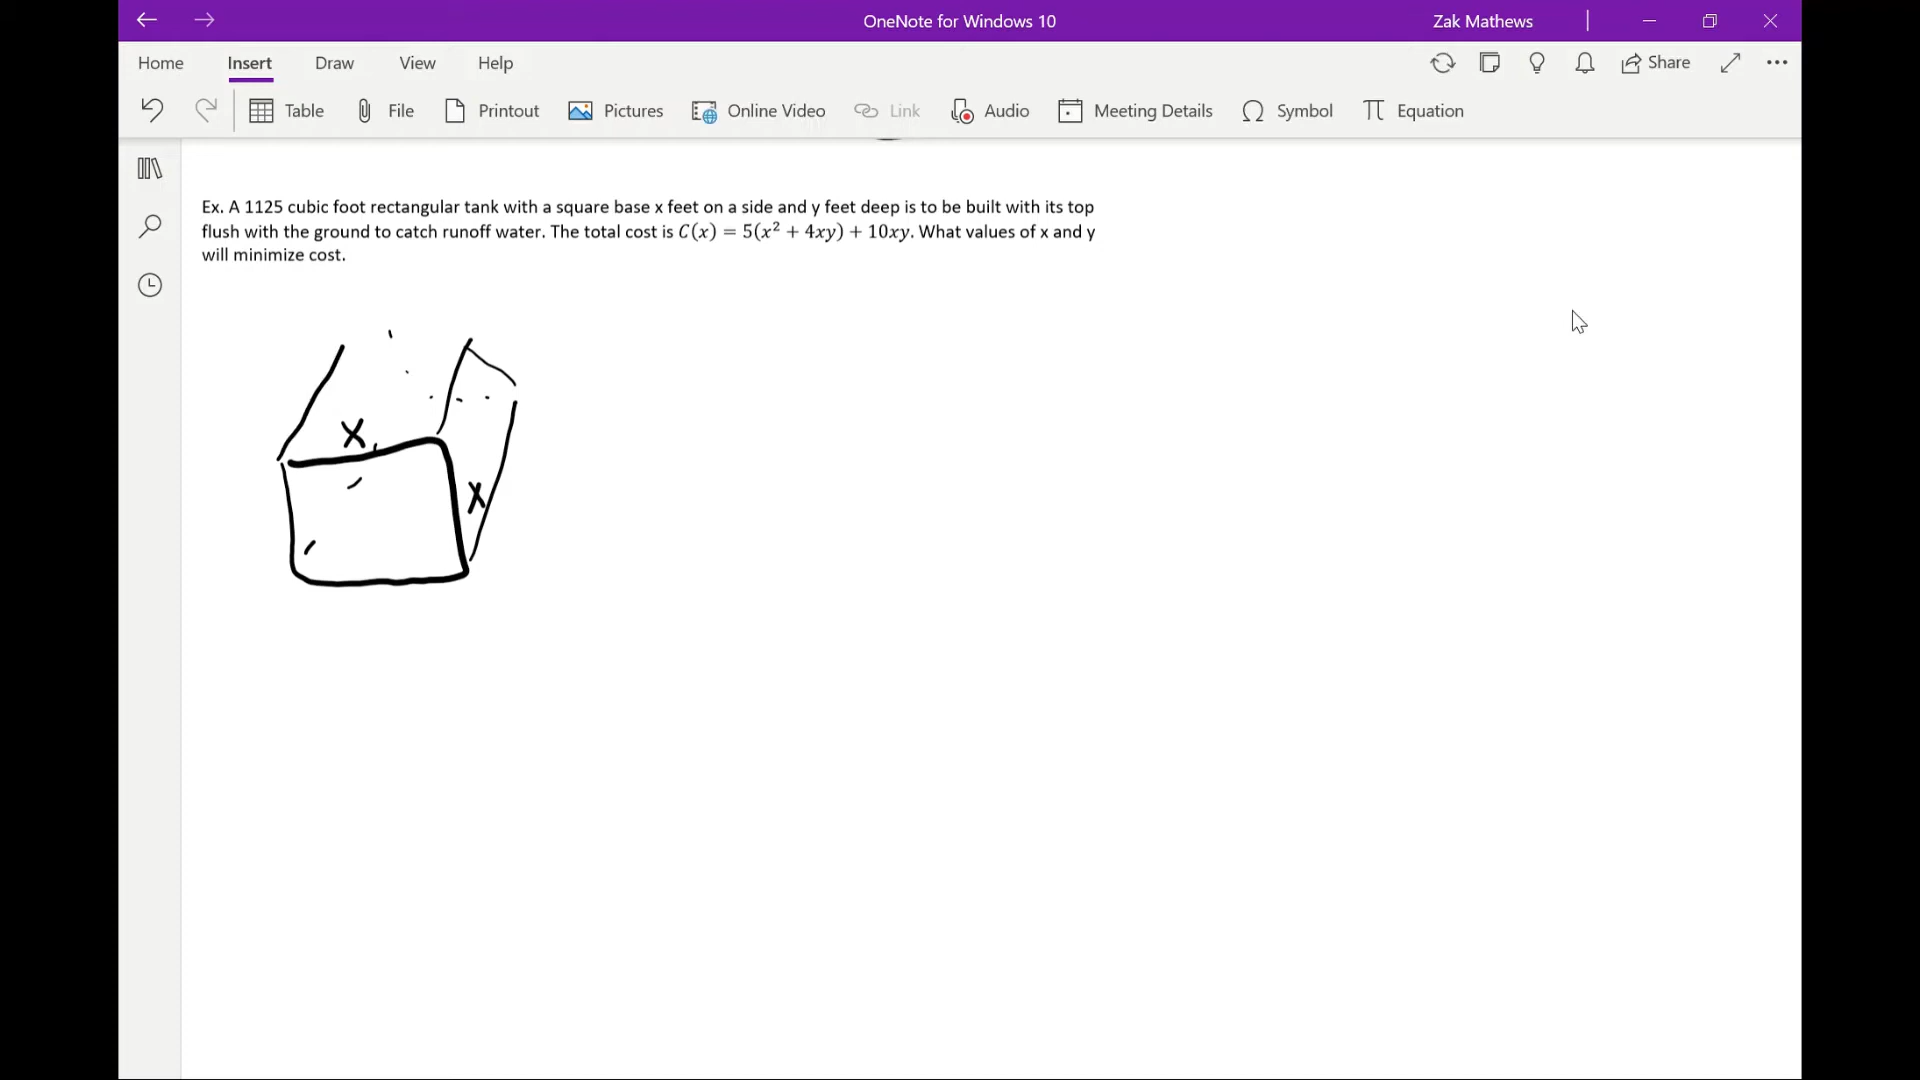 OneNote for Windows 10
Zak Mathews
Home Insert Draw View Help Share
Table File Printout Pictures Online Video Link Audio Meeting Details Symbol Equation
Ex. A 1125 cubic foot rectangular tank with a square base x feet on a side and y feet deep is to be built with its top
flush with the ground to catch runoff water. The total cost is C(x) = 5(x² + 4xy) + 10xy. What values of x and y
will minimize cost.
x
x